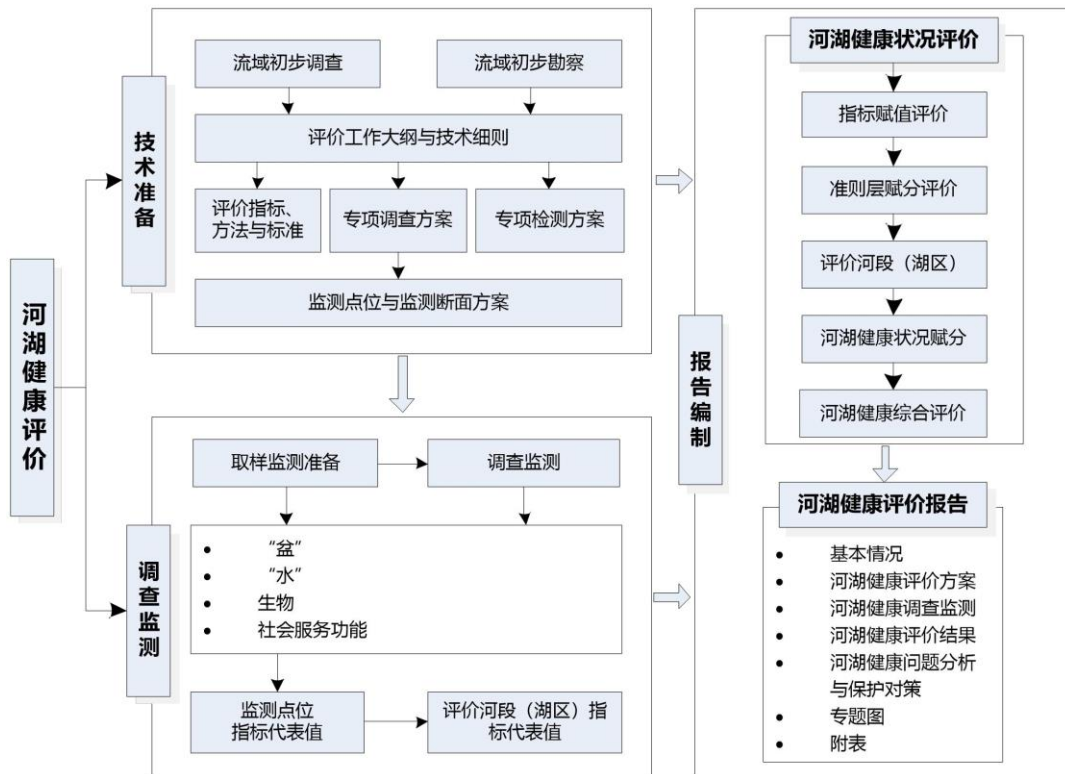 河湖健康评价
技术准备
流域初步调查
流域初步勘察
评价工作大纲与技术细则
评价指标、
方法与标准
专项调查方案
专项检测方案
监测点位与监测断面方案
调查监测
取样监测准备
调查监测
• “盆”
• “水”
• 生物
• 社会服务功能
监测点位
指标代表值
评价河段（湖区）指
标代表值
报告编制
河湖健康状况评价
指标赋值评价
准则层赋分评价
评价河段（湖区）
河湖健康状况赋分
河湖健康综合评价
河湖健康评价报告
• 基本情况
• 河湖健康评价方案
• 河湖健康调查监测
• 河湖健康评价结果
• 河湖健康问题分析
与保护对策
• 专题图
• 附表